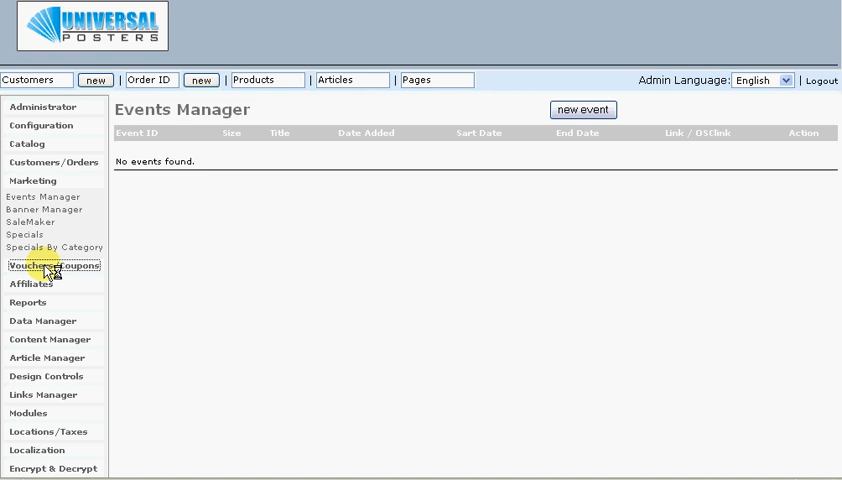 UNIVERSAL
POSTERS
Customers new | Order ID new | Products | Articles | Pages Admin Language: English | Logout
Administrator
Configuration
Catalog
Customers/Orders
Marketing
Events Manager
Banner Manager
SaleMaker
Specials
Specials By Category
Vouchers/Coupons
Affiliates
Reports
Data Manager
Content Manager
Article Manager
Design Controls
Links Manager
Modules
Locations/Taxes
Localization
Encrypt & Decrypt
Events Manager new event
Event ID Size Title Date Added Sart Date End Date Link / OSClink Action
No events found.